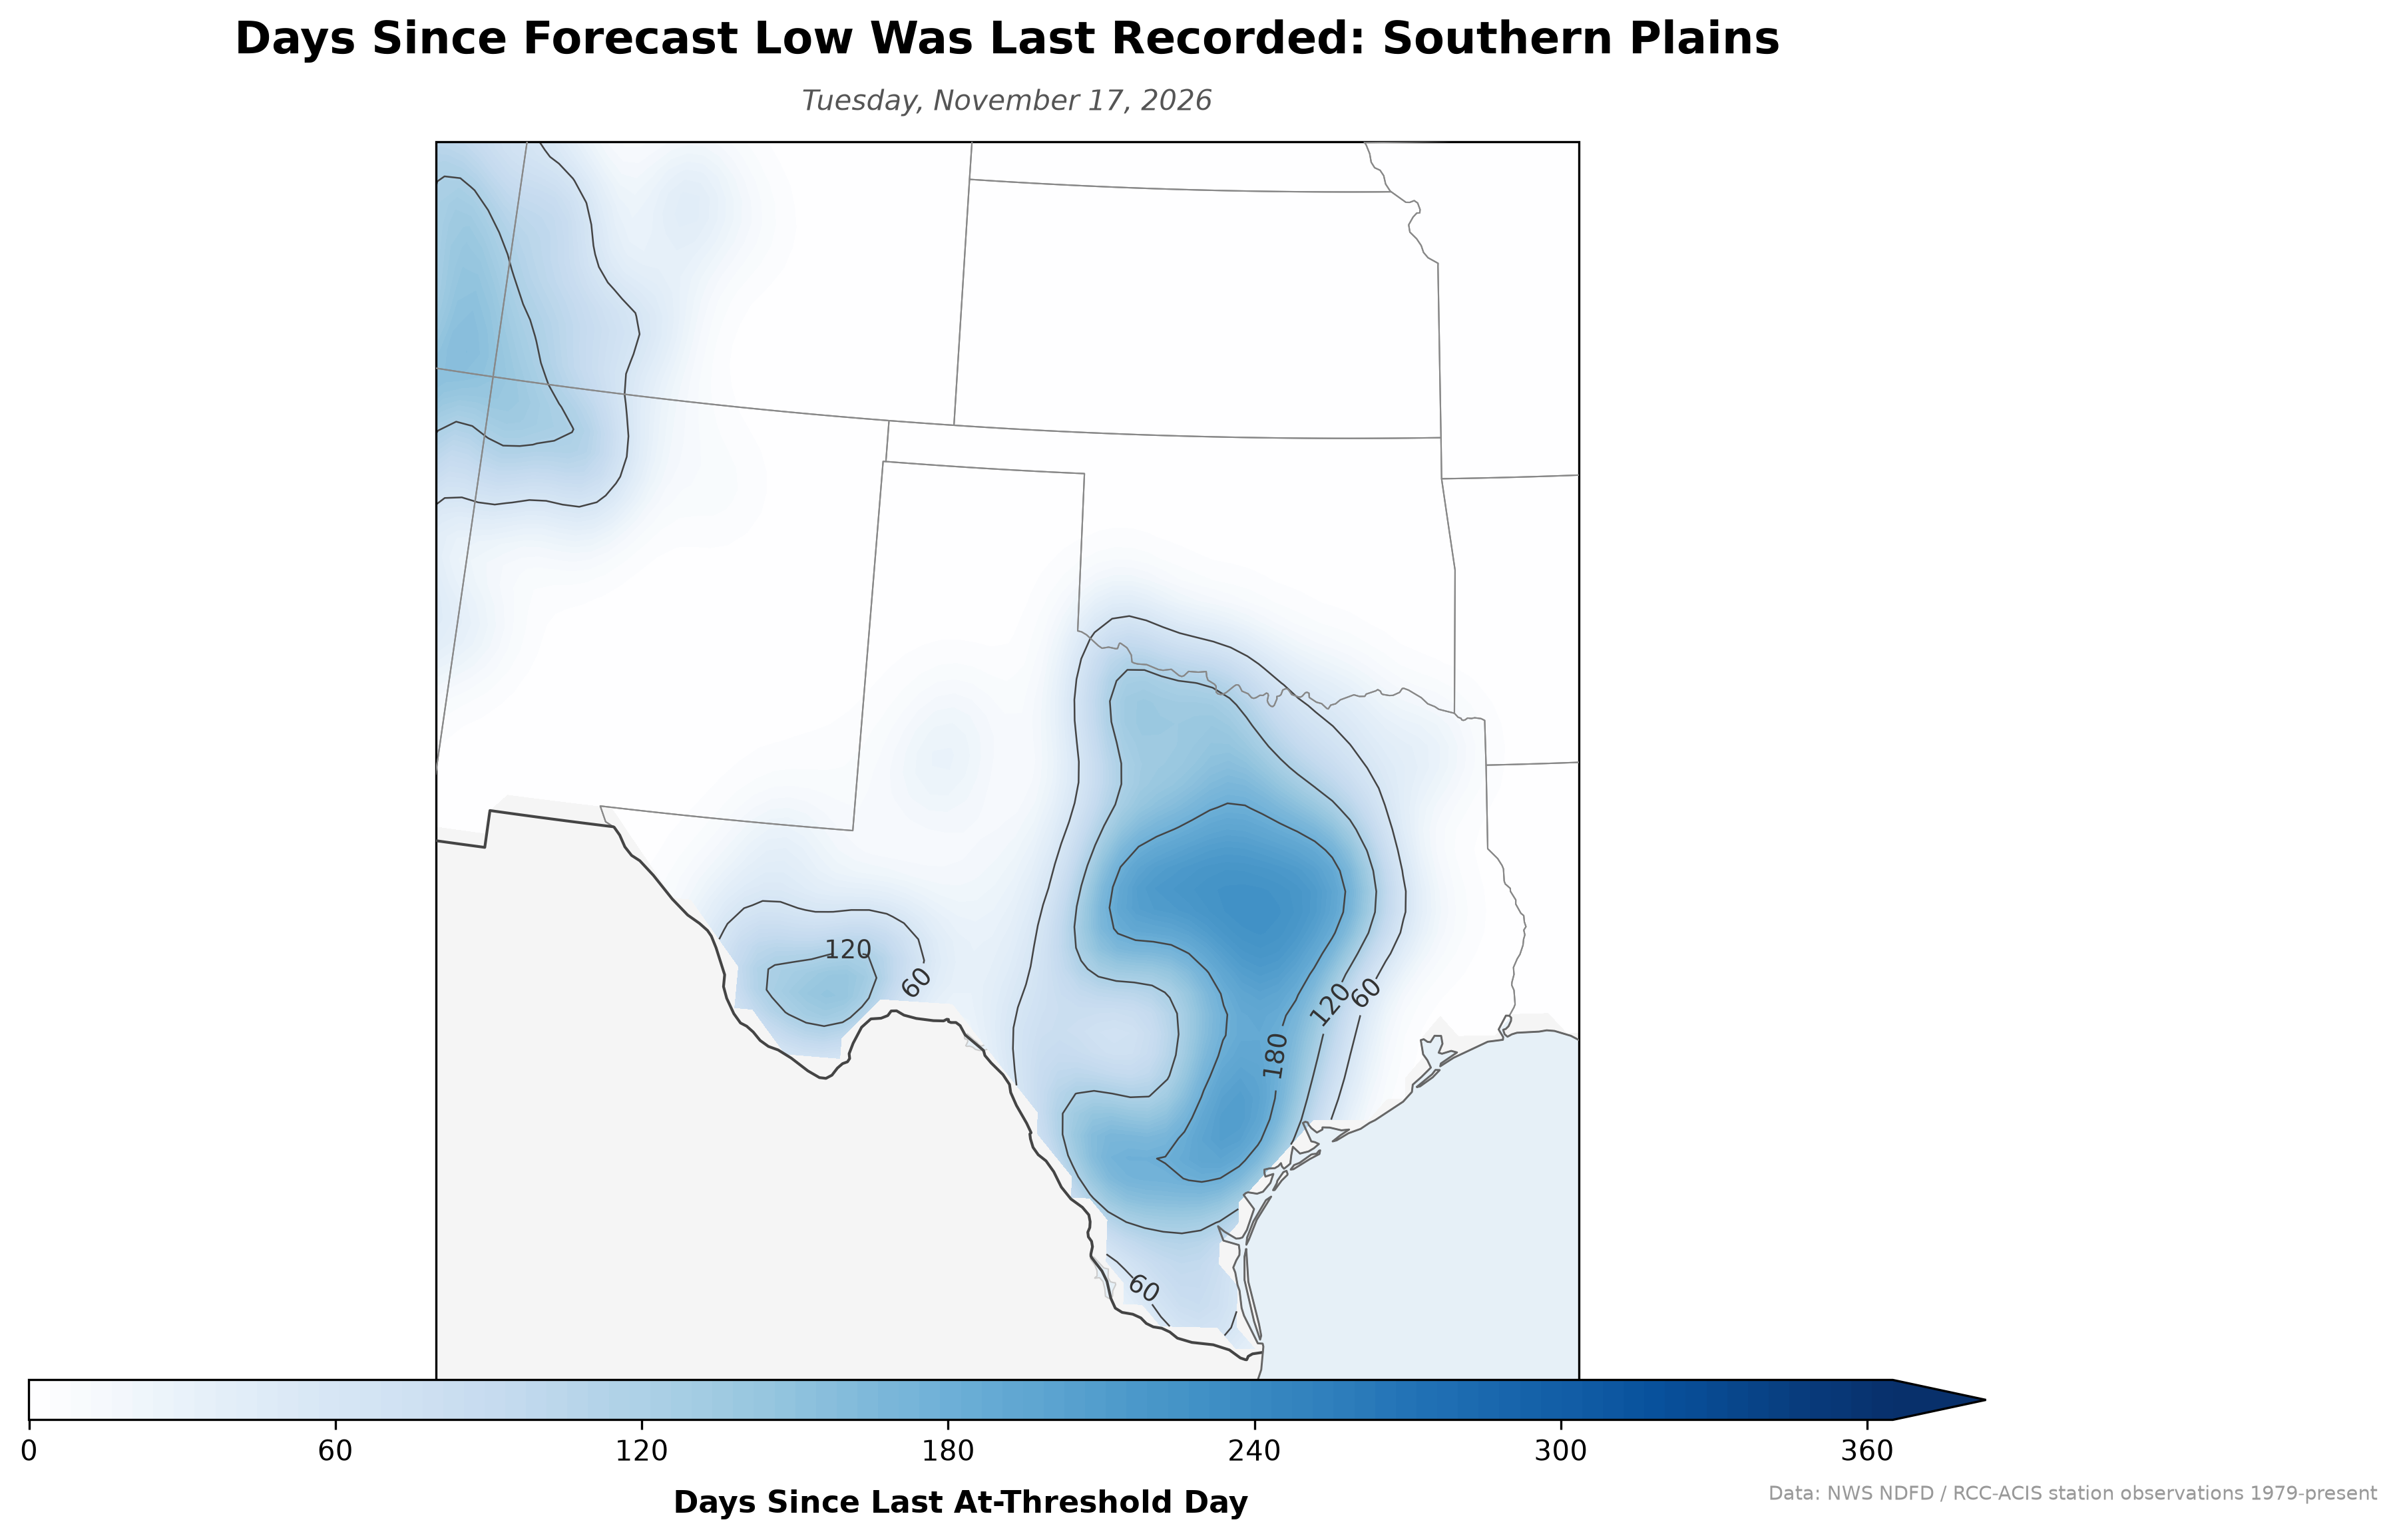 Days Since Forecast Low Was Last Recorded: Southern Plains
Tuesday, November 17, 2026
120
60
120
60
180
60
0 60 120 180 240 300 360
Days Since Last At-Threshold Day
Data: NWS NDFD / RCC-ACIS station observations 1979-present